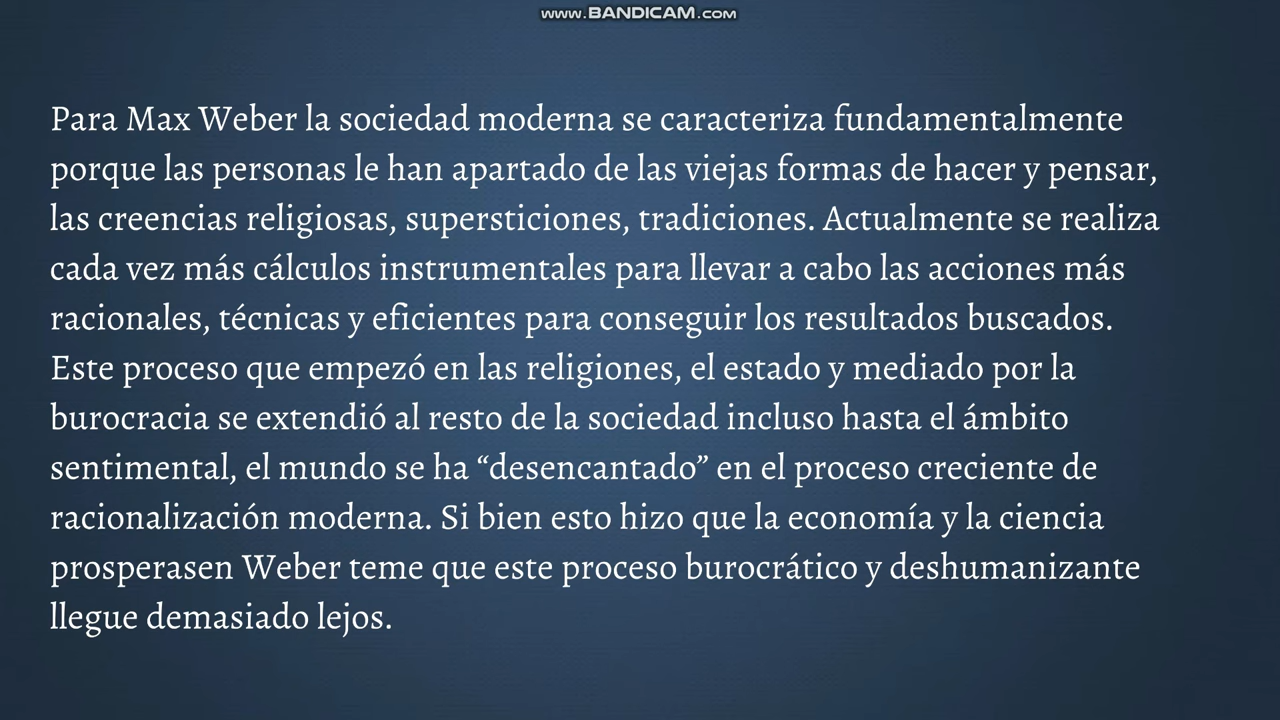 www.BANDICAM.com
Para Max Weber la sociedad moderna se caracteriza fundamentalmente
porque las personas le han apartado de las viejas formas de hacer y pensar,
las creencias religiosas, supersticiones, tradiciones. Actualmente se realiza
cada vez más cálculos instrumentales para llevar a cabo las acciones más
racionales, técnicas y eficientes para conseguir los resultados buscados.
Este proceso que empezó en las religiones, el estado y mediado por la
burocracia se extendió al resto de la sociedad incluso hasta el ámbito
sentimental, el mundo se ha “desencantado” en el proceso creciente de
racionalización moderna. Si bien esto hizo que la economía y la ciencia
prosperasen Weber teme que este proceso burocrático y deshumanizante
llegue demasiado lejos.